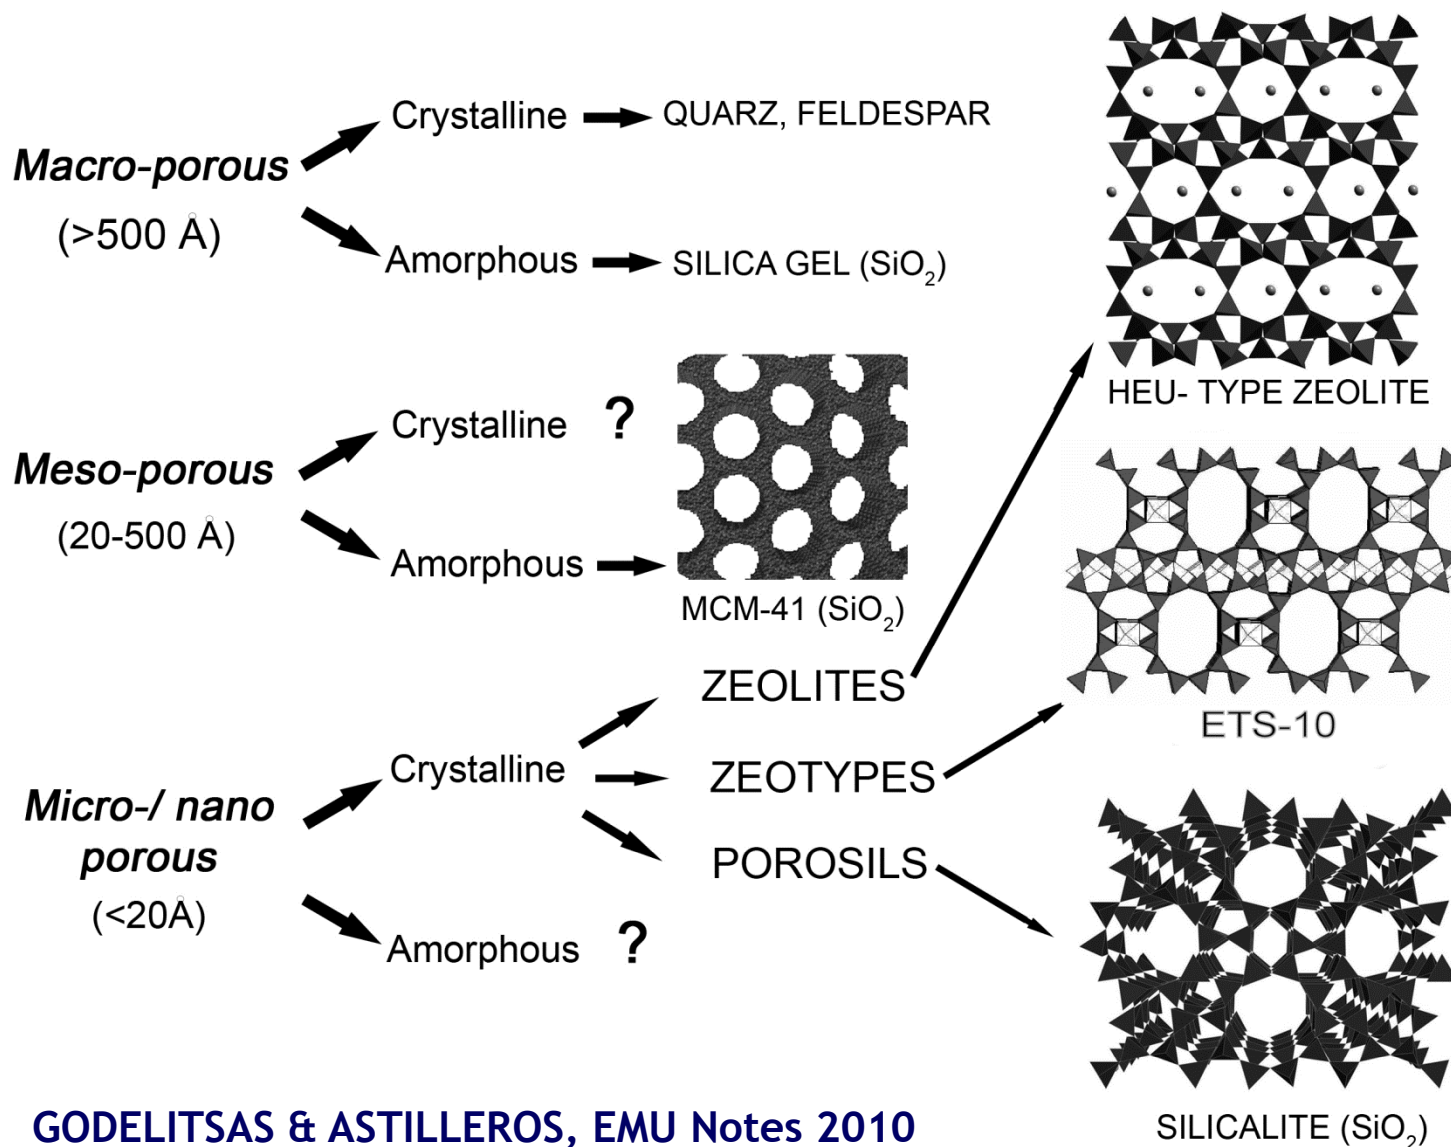 Macro-porous
(>500 Å)
Crystalline
QUARZ, FELDESPAR
Amorphous
SILICA GEL (SiO₂)
Meso-porous
(20-500 Å)
Crystalline ?
Amorphous
MCM-41 (SiO₂)
Micro-/ nano
porous
(<20Å)
Crystalline
ZEOLITES
ZEOTYPES
POROSILS
Amorphous ?
HEU- TYPE ZEOLITE
ETS-10
SILICALITE (SiO₂)
GODELITSAS & ASTILLEROS, EMU Notes 2010